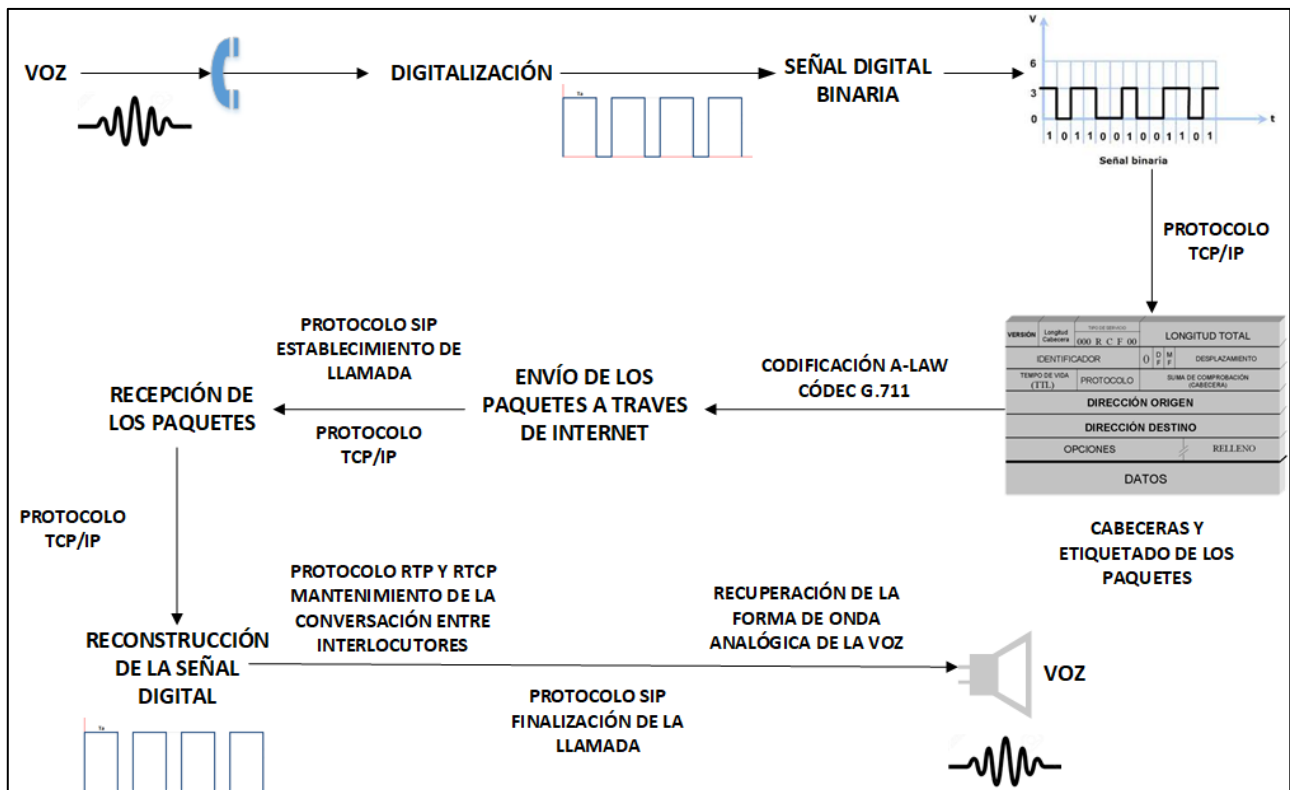 VOZ
DIGITALIZACIÓN
SEÑAL DIGITAL
BINARIA
V
6
3
0
t
1 0 1 1 0 0 1 0 0 1 1 0 1
Señal binaria
PROTOCOLO
TCP/IP
VERSIÓN
Longitud
Cabecera
TIPO DE SERVICIO
000 R C F 00
LONGITUD TOTAL
IDENTIFICADOR
0
D
F
M
F
DESPLAZAMIENTO
TEMPO DE VIDA
(TTL)
PROTOCOLO
SUMA DE COMPROBACIÓN
(CABECERA)
DIRECCIÓN ORIGEN
DIRECCIÓN DESTINO
OPCIONES
RELLENO
DATOS
CABECERAS Y
ETIQUETADO DE LOS
PAQUETES
CODIFICACIÓN A-LAW
CÓDEC G.711
ENVÍO DE LOS
PAQUETES A TRAVES
DE INTERNET
PROTOCOLO SIP
ESTABLECIMIENTO DE
LLAMADA
PROTOCOLO
TCP/IP
RECEPCIÓN DE
LOS PAQUETES
PROTOCOLO
TCP/IP
RECONSTRUCCIÓN
DE LA SEÑAL
DIGITAL
PROTOCOLO RTP Y RTCP
MANTENIMIENTO DE LA
CONVERSACIÓN ENTRE
INTERLOCUTORES
RECUPERACIÓN DE LA
FORMA DE ONDA
ANALÓGICA DE LA VOZ
PROTOCOLO SIP
FINALIZACIÓN DE LA
LLAMADA
VOZ